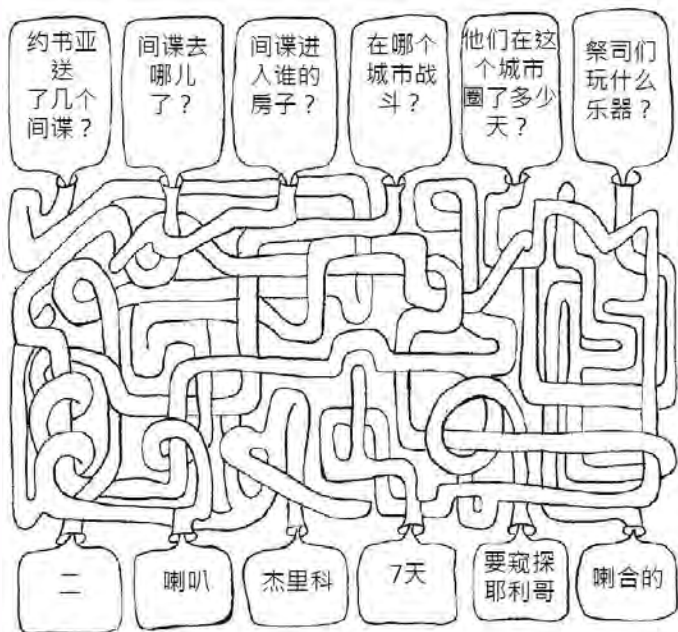 约书亚
送
了几个
间谍？
间谍去
哪儿
了？
间谍进
入谁的
房子？
在哪个
城市战
斗？
他们在这
个城市
圈了多少
天？
祭司们
玩什么
乐器？
二
喇叭
杰里科
7天
要窥探
耶利哥
喇合的